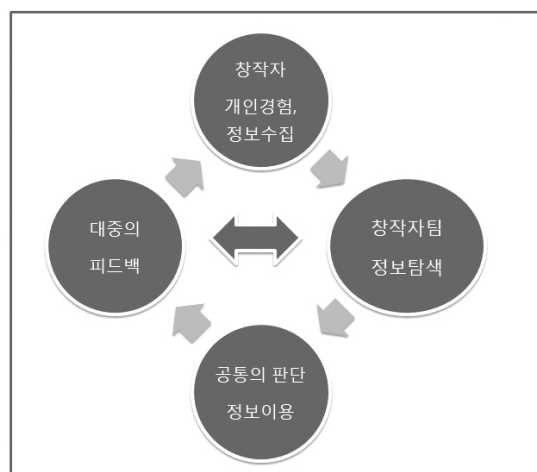 창작자
개인경험,
정보수집
대중의
피드백
창작자팀
정보탐색
공통의 판단
정보이용